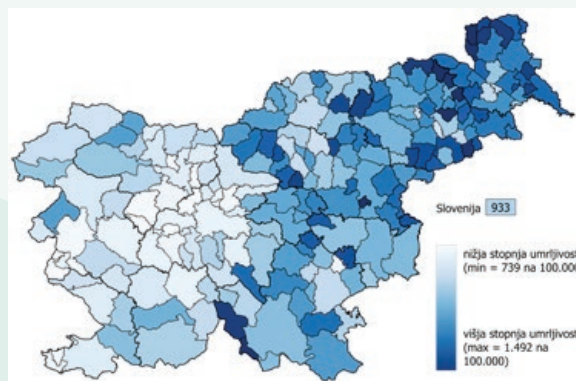 Slovenija 933
nižja stopnja umrljivost
(min = 739 na 100.000
višja stopnja umrljivost
(max = 1.492 na
100.000)